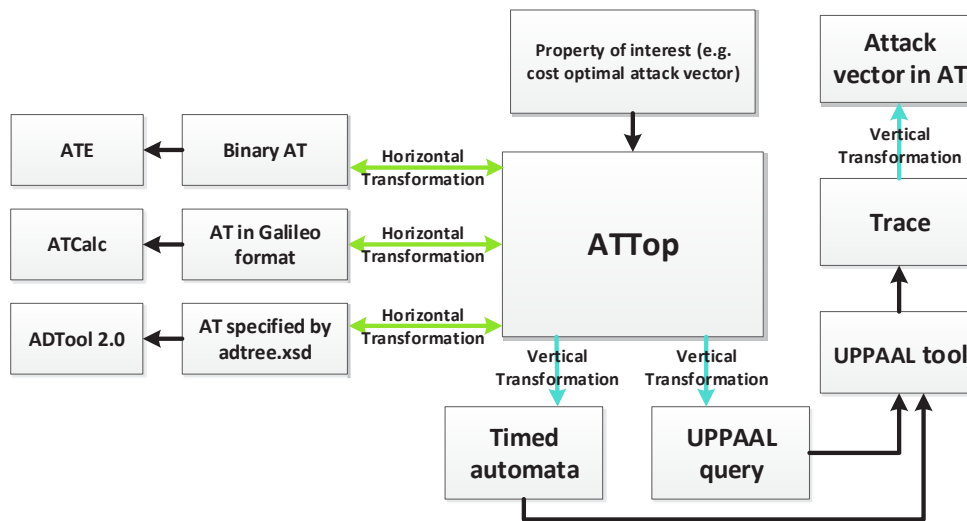 Property of interest (e.g.
cost optimal attack vector)
Attack
vector in AT
ATE
Binary AT
Horizontal
Transformation
Vertical
Transformation
ATCalc
AT in Galileo
format
Horizontal
Transformation
ATTop
Trace
ADTool 2.0
AT specified by
adtree.xsd
Horizontal
Transformation
UPPAAL tool
Vertical
Transformation
Vertical
Transformation
Timed
automata
UPPAAL
query